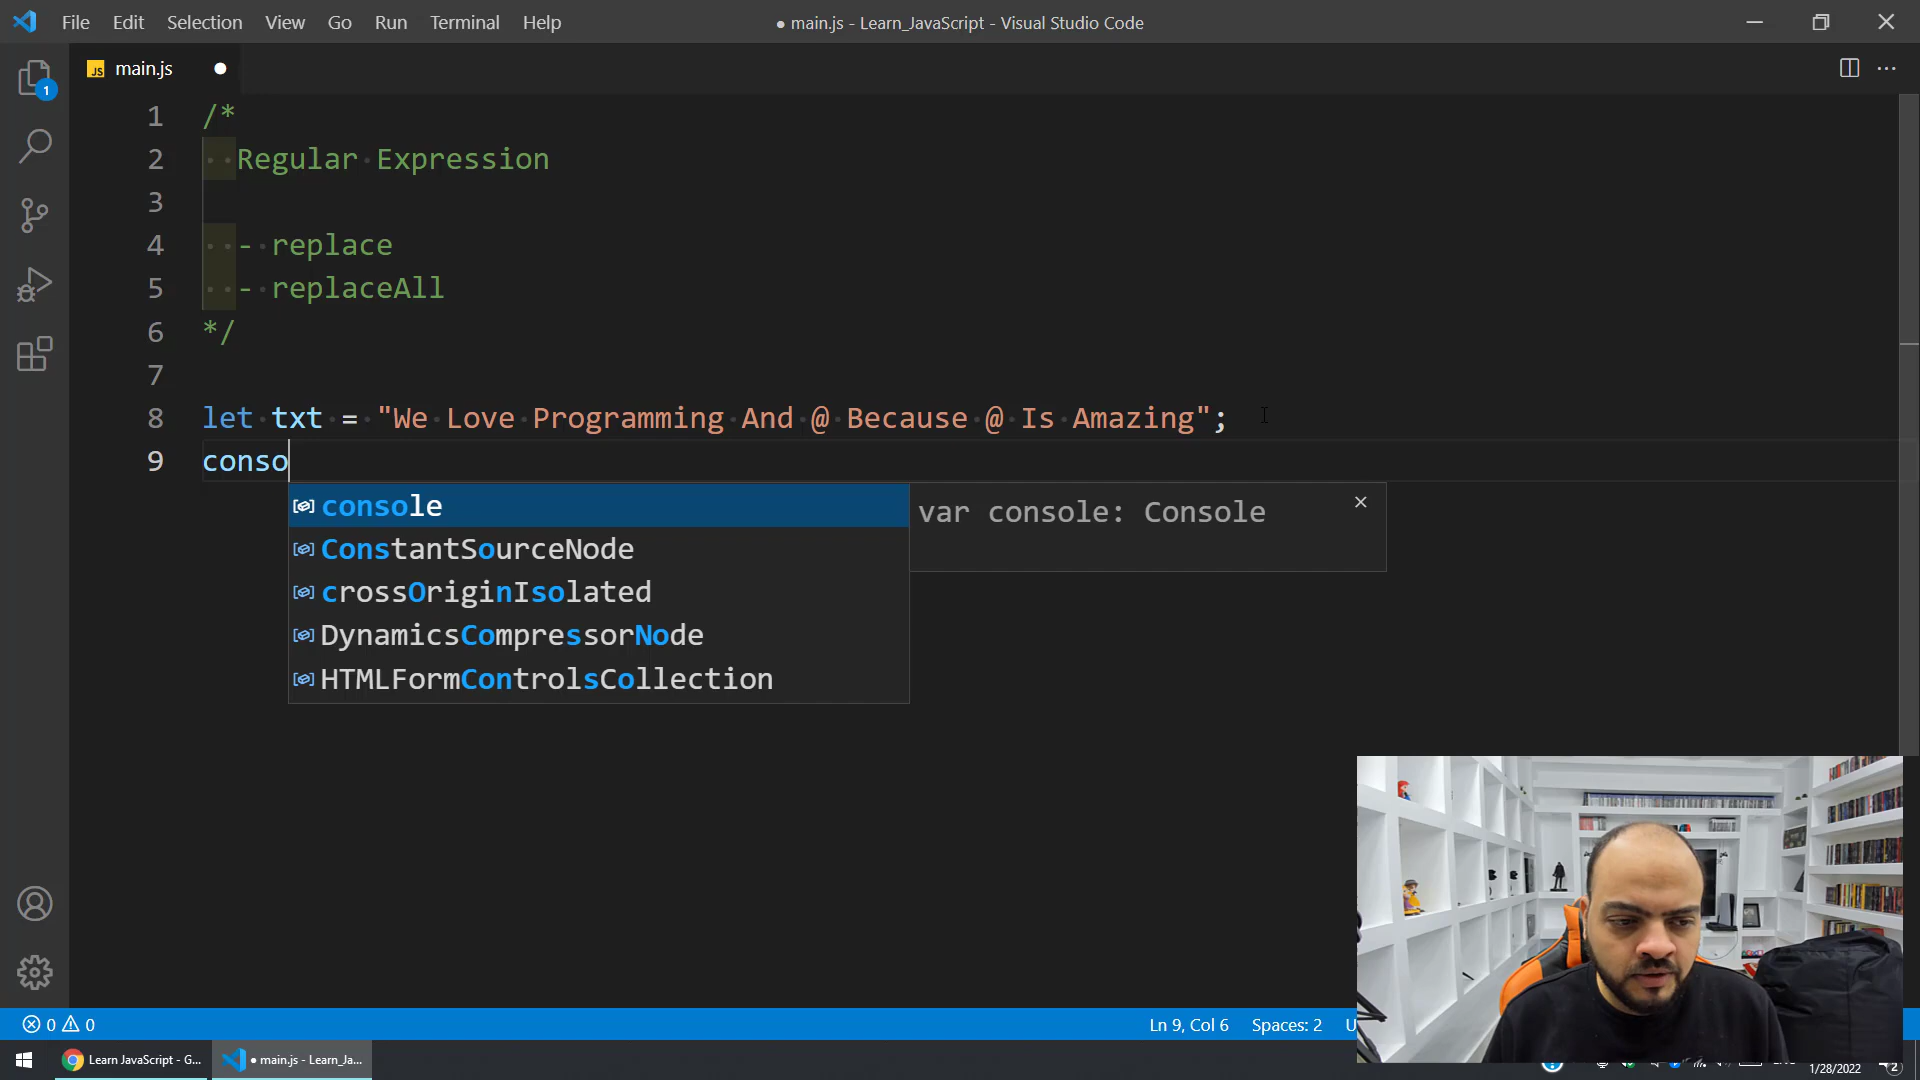 File Edit Selection View Go Run Terminal Help
● main.js - Learn_JavaScript - Visual Studio Code
JS main.js ●
1
1 /*
2 Regular Expression
3
4 - replace
5 - replaceAll
6 */
7
8 let txt = "We Love Programming And @ Because @ Is Amazing";
9 conso
console
var console: Console
ConstantSourceNode
crossOriginIsolated
DynamicsCompressorNode
HTMLFormControlsCollection
0 0
Ln 9, Col 6 Spaces: 2 U
Learn JavaScript - G...
● main.js - Learn_Ja...
1/28/2022
2